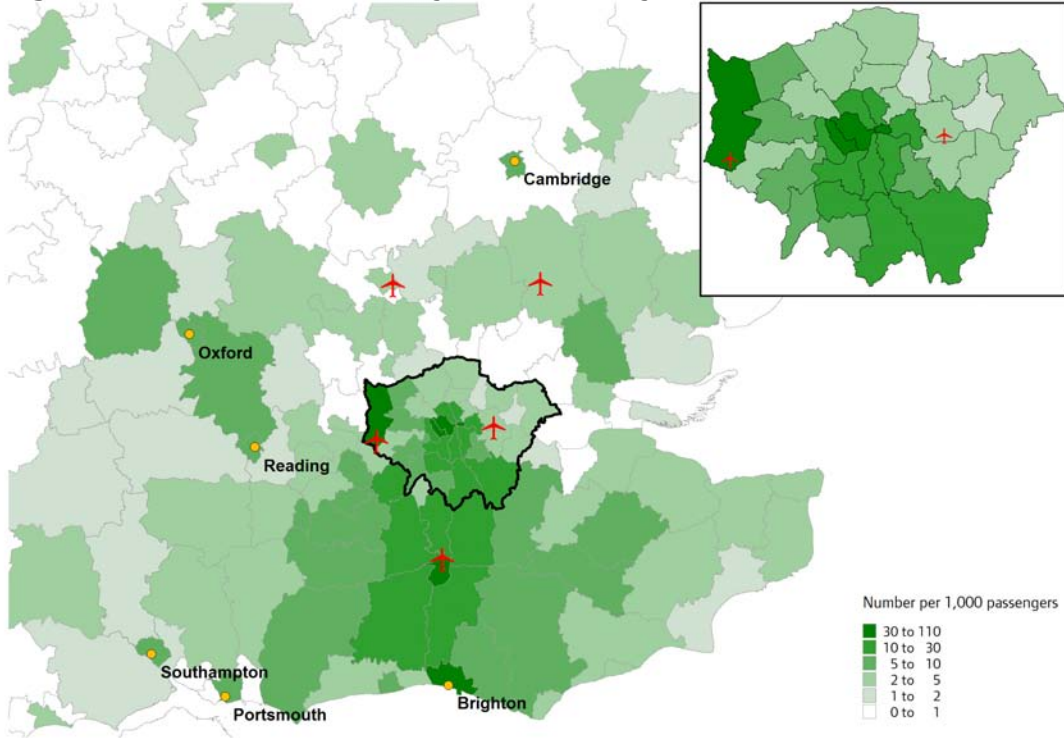 Cambridge
Oxford
Reading
Southampton
Portsmouth
Brighton
Number per 1,000 passengers
30 to 110
10 to 30
5 to 10
2 to 5
1 to 2
0 to 1